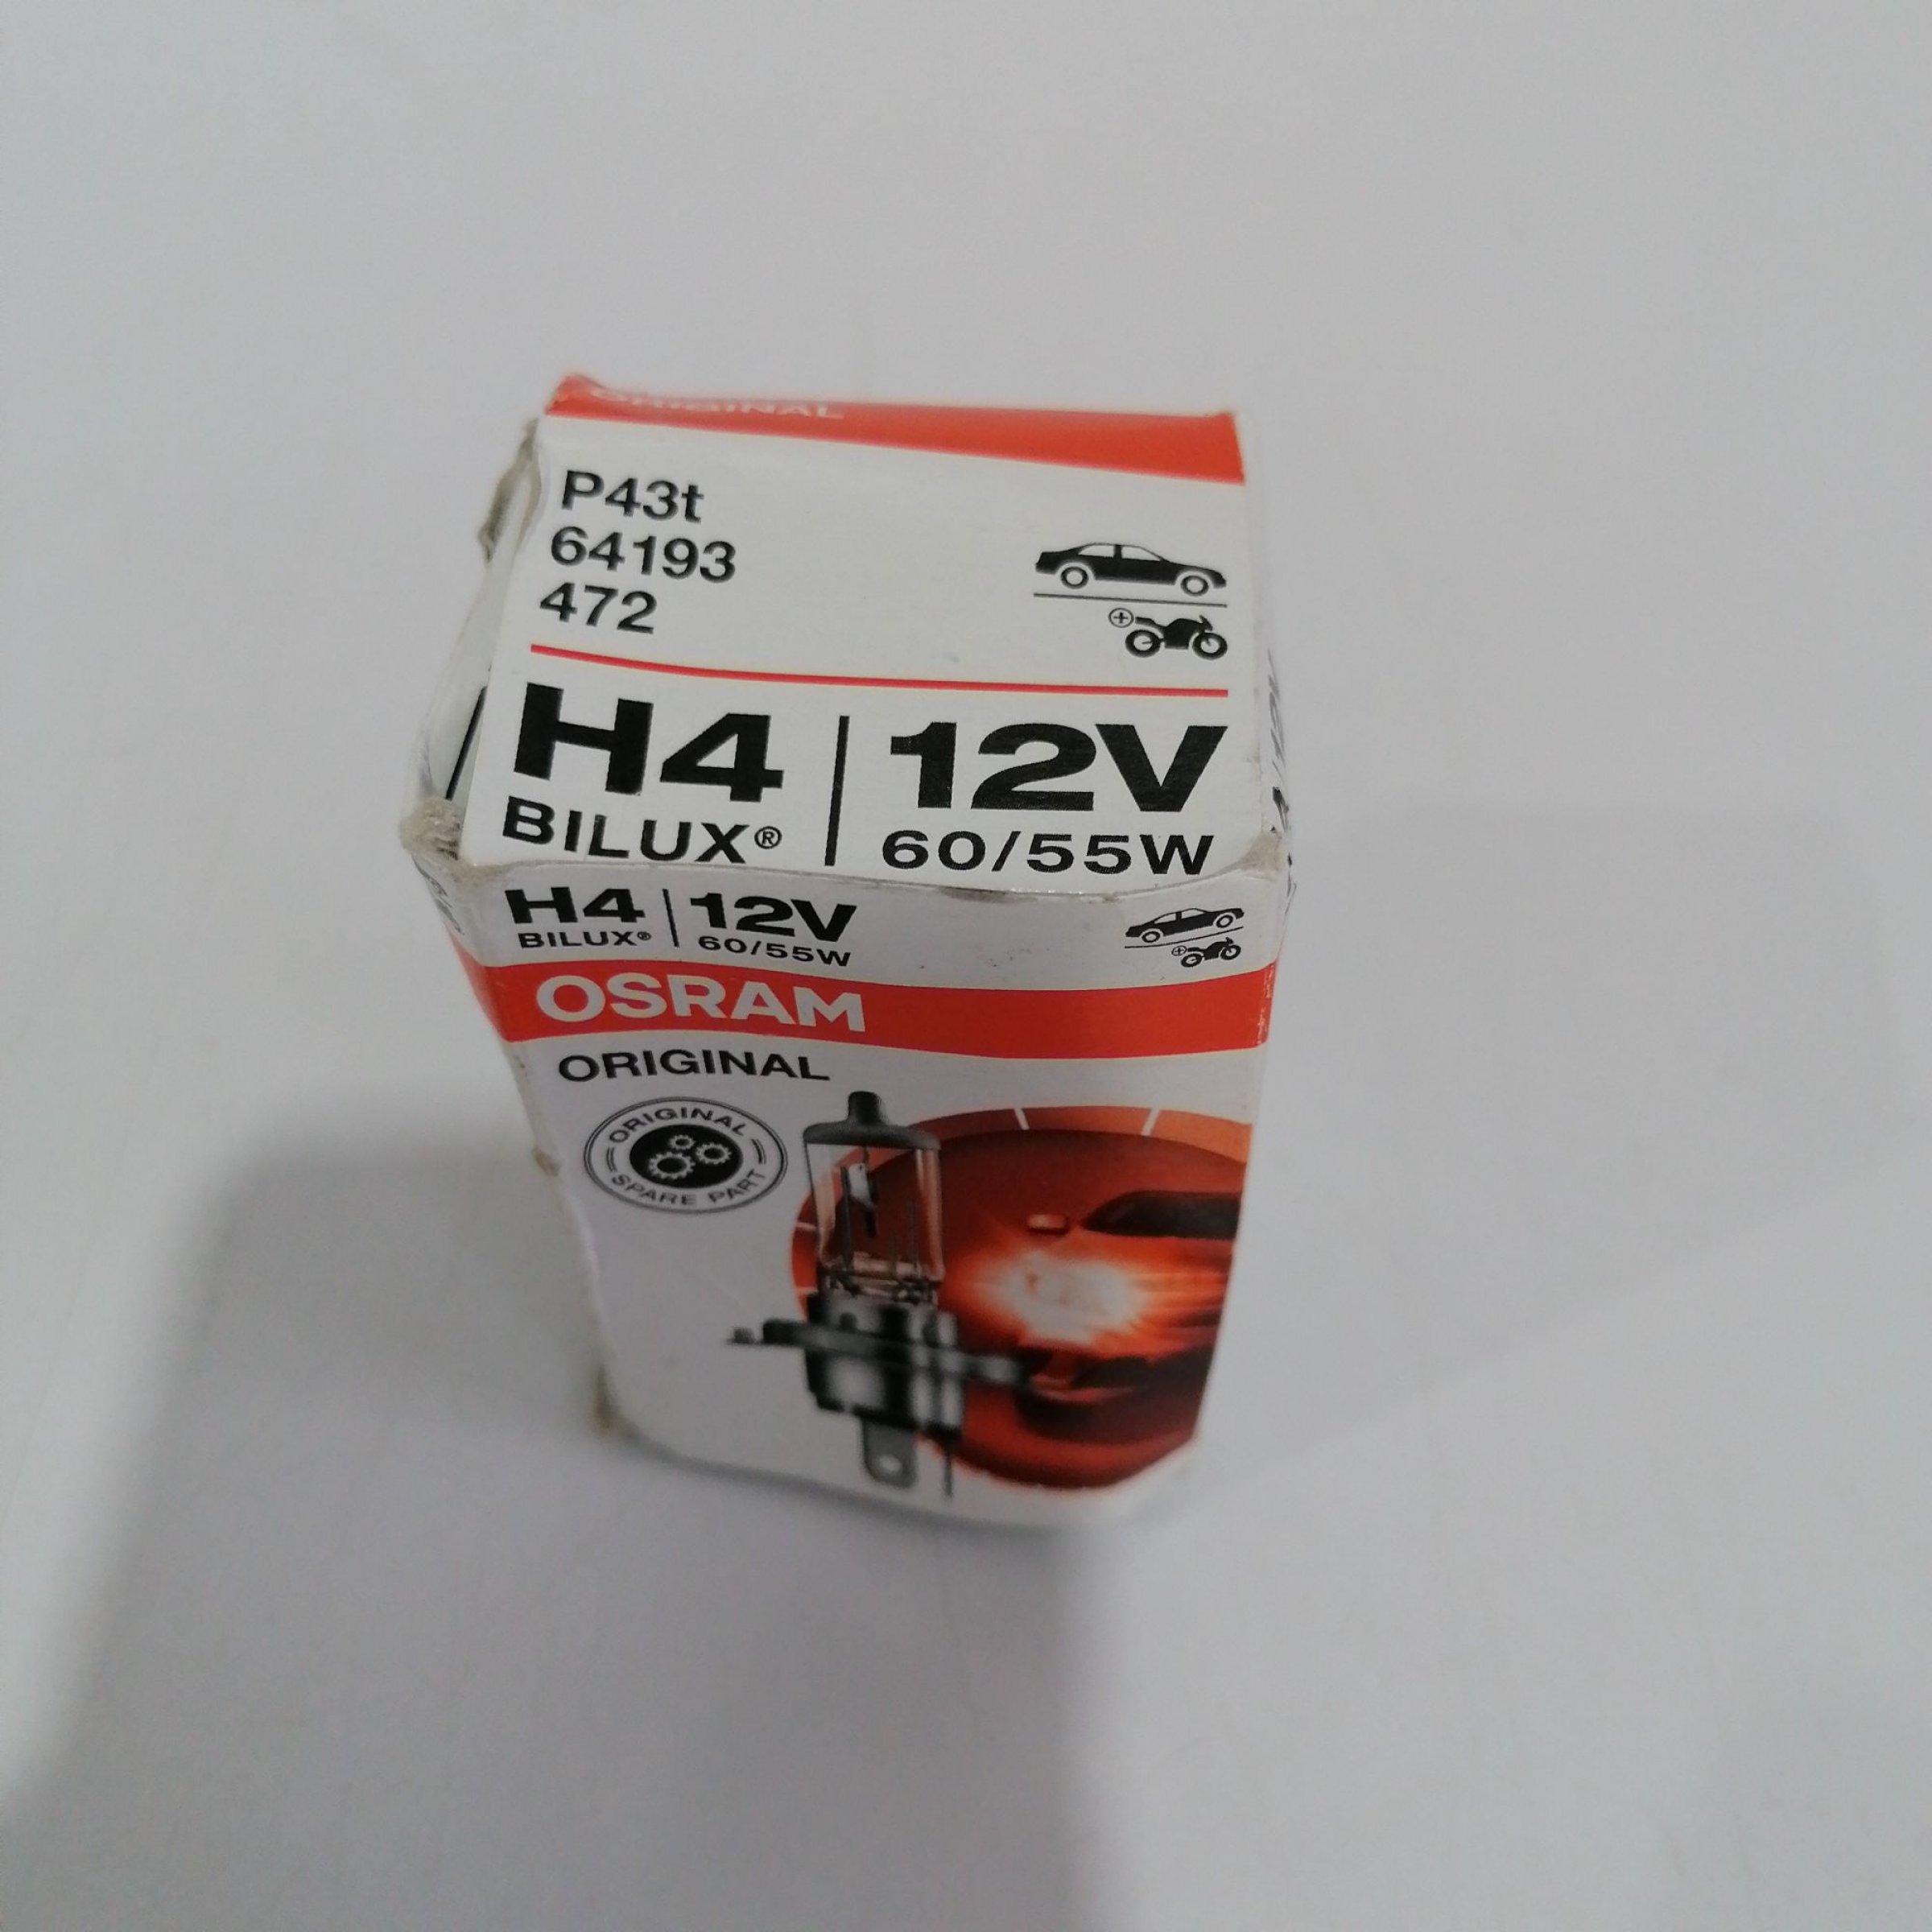 ORIGINAL
P43t
64193
472
H4 | 12V
BILUX® 60/55W
H4 | 12V
BILUX® 60/55W
OSRAM
ORIGINAL
ORIGINAL
SPARE PART